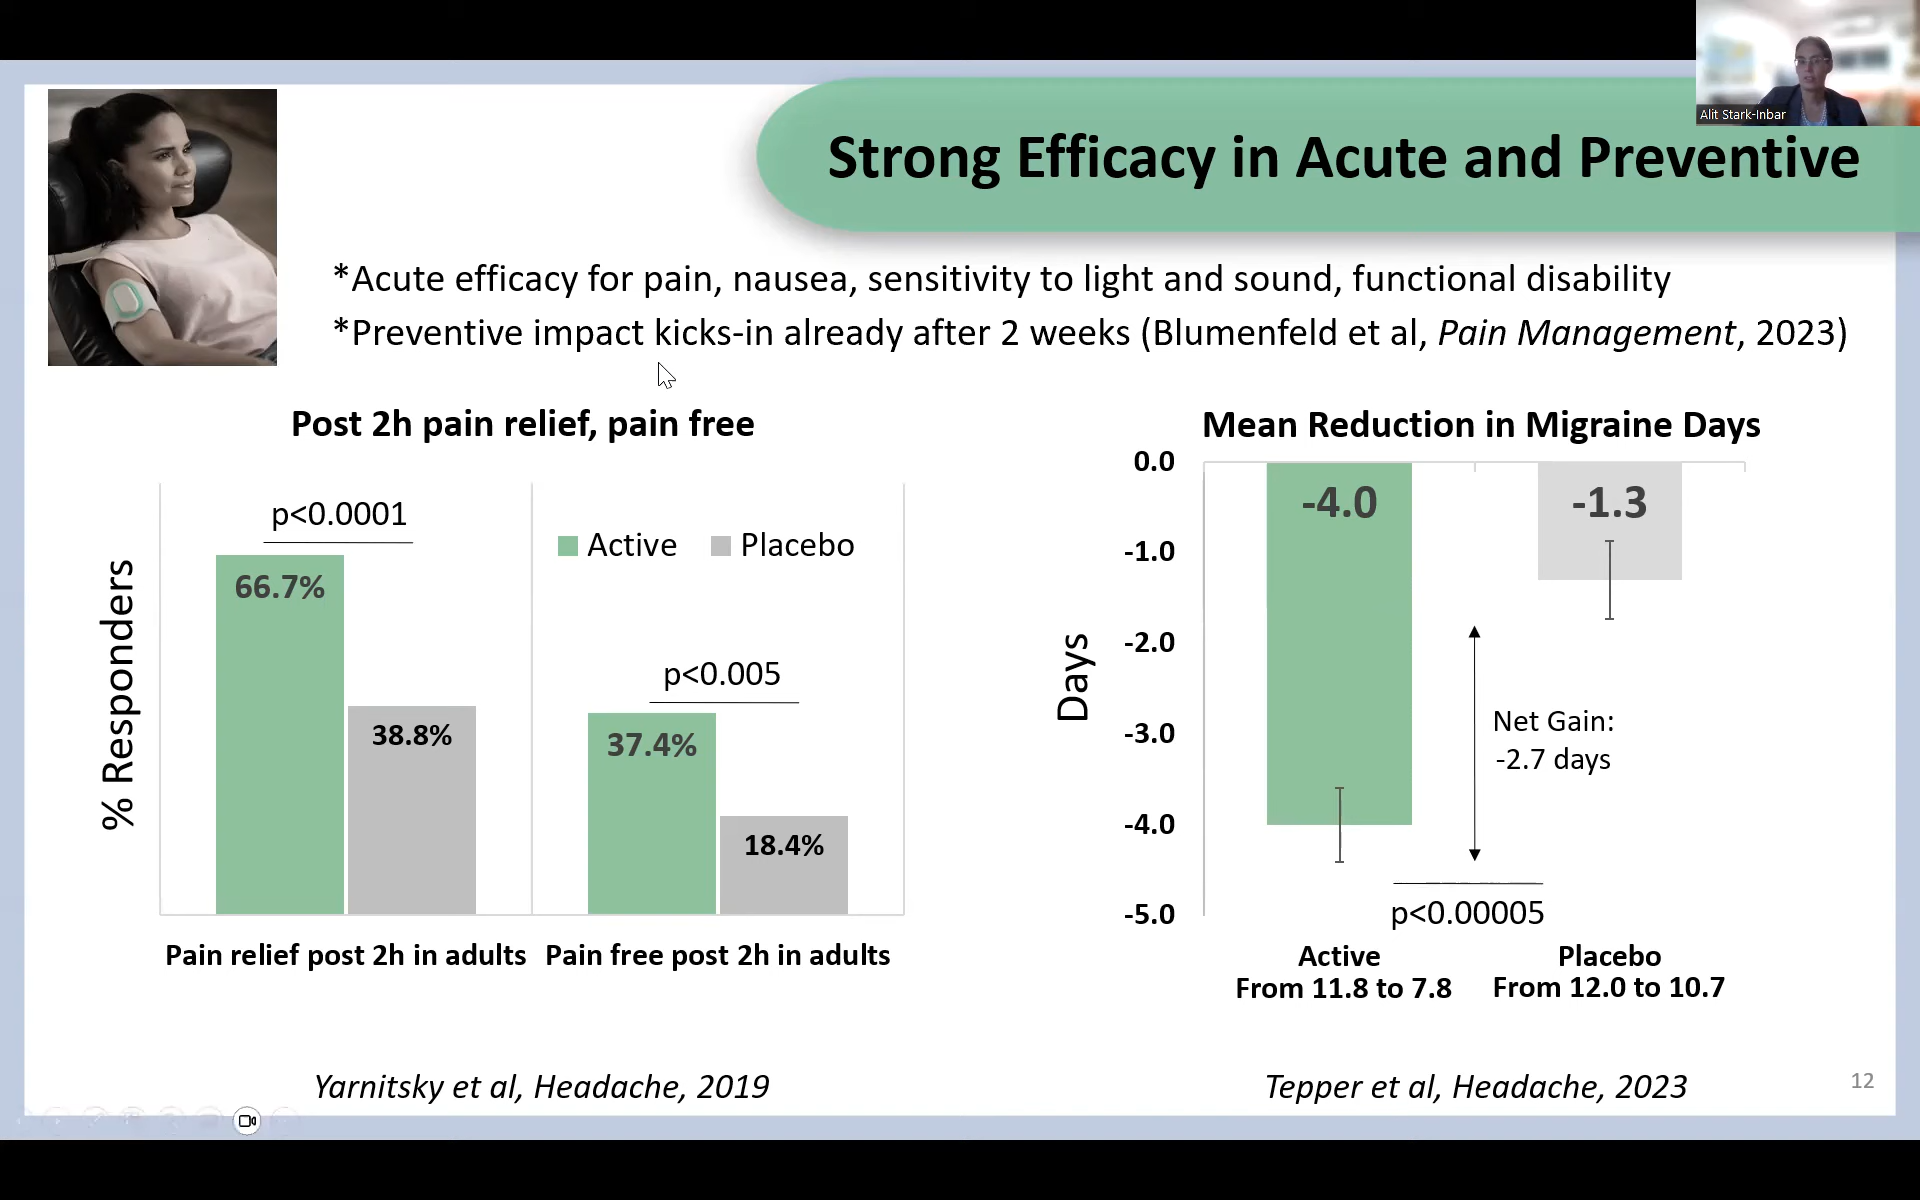 Alit Stark-Inbar
Strong Efficacy in Acute and Preventive
*Acute efficacy for pain, nausea, sensitivity to light and sound, functional disability
*Preventive impact kicks-in already after 2 weeks (Blumenfeld et al, Pain Management, 2023)
Post 2h pain relief, pain free
% Responders
p<0.0001
66.7%
38.8%
Active
Placebo
p<0.005
37.4%
18.4%
Pain relief post 2h in adults
Pain free post 2h in adults
Yarnitsky et al, Headache, 2019
Mean Reduction in Migraine Days
Days
0.0
-1.0
-2.0
-3.0
-4.0
-5.0
-4.0
-1.3
Net Gain:
-2.7 days
p<0.00005
Active
From 11.8 to 7.8
Placebo
From 12.0 to 10.7
Tepper et al, Headache, 2023
12